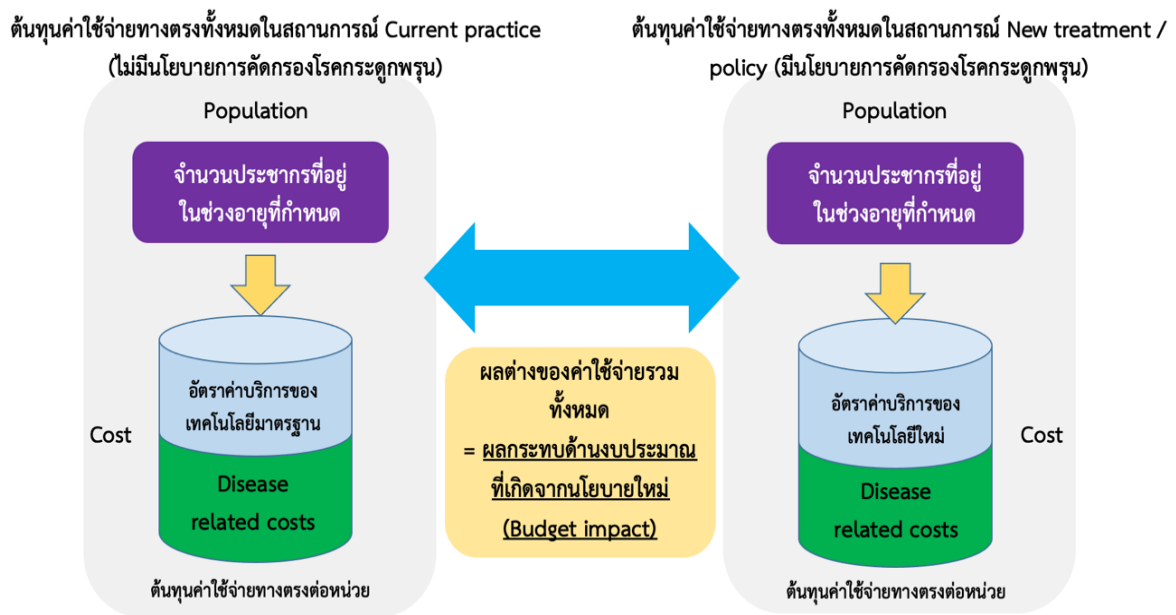 ต้นทุนค่าใช้จ่ายทางตรงทั้งหมดในสถานการณ์ Current practice
(ไม่มีนโยบายการคัดกรองโรคกระดูกพรุน)
Population
จำนวนประชากรที่อยู่
ในช่วงอายุที่กำหนด
อัตราค่าบริการของ
เทคโนโลยีมาตรฐาน
Cost
Disease
related costs
ต้นทุนค่าใช้จ่ายทางตรงต่อหน่วย
ผลต่างของค่าใช้จ่ายรวม
ทั้งหมด
= ผลกระทบด้านงบประมาณ
ที่เกิดจากนโยบายใหม่
(Budget impact)
ต้นทุนค่าใช้จ่ายทางตรงทั้งหมดในสถานการณ์ New treatment /
policy (มีนโยบายการคัดกรองโรคกระดูกพรุน)
Population
จำนวนประชากรที่อยู่
ในช่วงอายุที่กำหนด
อัตราค่าบริการของ
เทคโนโลยีใหม่
Cost
Disease
related costs
ต้นทุนค่าใช้จ่ายทางตรงต่อหน่วย